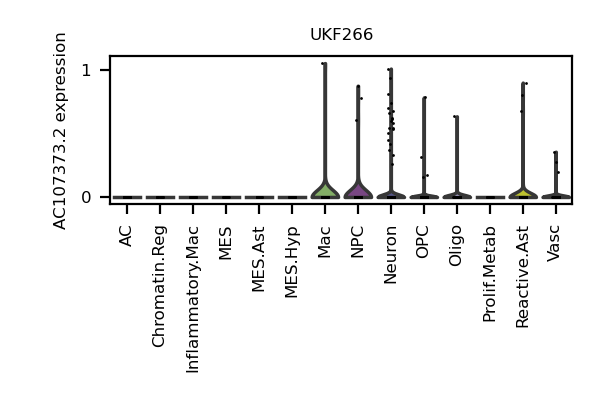 UKF266
AC107373.2 expression
1
0
AC
Chromatin.Reg
Inflammatory.Mac
MES
MES.Ast
MES.Hyp
Mac
NPC
Neuron
OPC
Oligo
Prolif.Metab
Reactive.Ast
Vasc